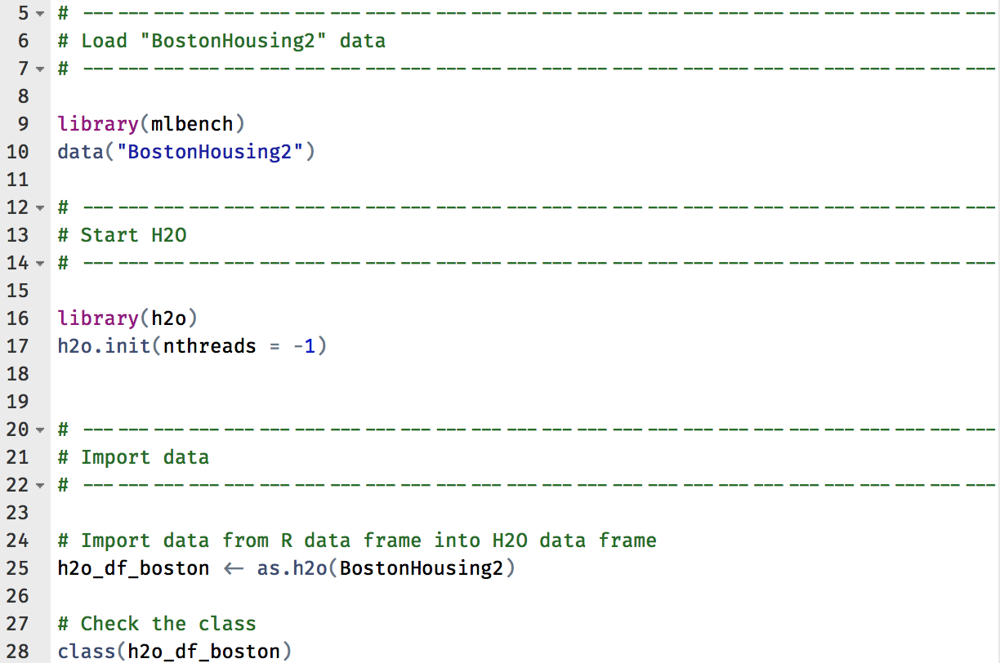 5 # --- --- --- --- --- --- --- --- --- --- --- --- --- --- --- --- --- --- --- --- --- --- --- --- --- ---
6 # Load "BostonHousing2" data
7 # --- --- --- --- --- --- --- --- --- --- --- --- --- --- --- --- --- --- --- --- --- --- --- --- --- ---
8
9 library(mlbench)
10 data("BostonHousing2")
11
12 # --- --- --- --- --- --- --- --- --- --- --- --- --- --- --- --- --- --- --- --- --- --- --- --- --- ---
13 # Start H2O
14 # --- --- --- --- --- --- --- --- --- --- --- --- --- --- --- --- --- --- --- --- --- --- --- --- --- ---
15
16 library(h2o)
17 h2o.init(nthreads = -1)
18
19
20 # --- --- --- --- --- --- --- --- --- --- --- --- --- --- --- --- --- --- --- --- --- --- --- --- --- ---
21 # Import data
22 # --- --- --- --- --- --- --- --- --- --- --- --- --- --- --- --- --- --- --- --- --- --- --- --- --- ---
23
24 # Import data from R data frame into H2O data frame
25 h2o_df_boston <- as.h2o(BostonHousing2)
26
27 # Check the class
28 class(h2o_df_boston)